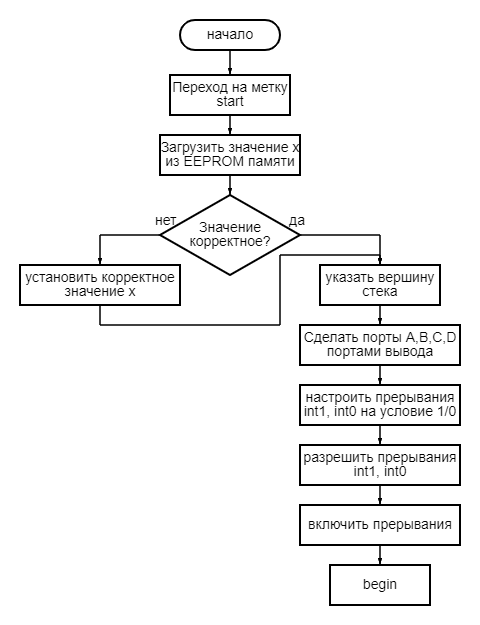 начало
Переход на метку
start
Загрузить значение x
из EEPROM памяти
нет
Значение
корректное?
да
установить корректное
значение x
указать вершину
стека
Сделать порты A,B,C,D
портами вывода
настроить прерывания
int1, int0 на условие 1/0
разрешить прерывания
int1, int0
включить прерывания
begin